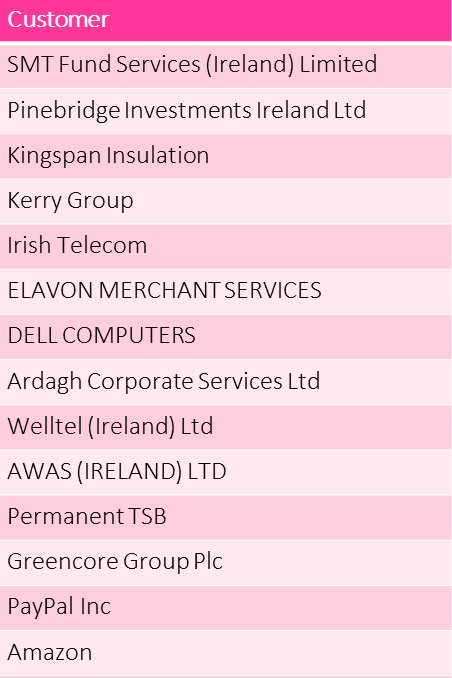 Customer
SMT Fund Services (Ireland) Limited
Pinebridge Investments Ireland Ltd
Kingspan Insulation
Kerry Group
Irish Telecom
ELAVON MERCHANT SERVICES
DELL COMPUTERS
Ardagh Corporate Services Ltd
Welltel (Ireland) Ltd
AWAS (IRELAND) LTD
Permanent TSB
Greencore Group Plc
PayPal Inc
Amazon